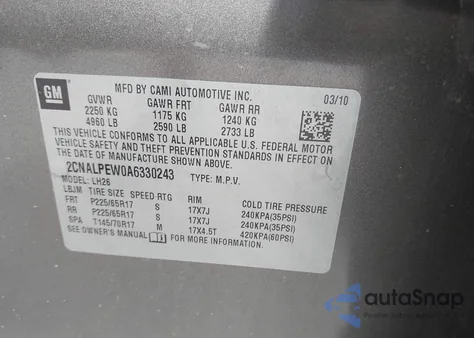 GM
MFD BY CAMI AUTOMOTIVE INC.
03/10
GVWR GAWR FRT GAWR RR
2250 KG 1175 KG 1240 KG
4960 LB 2590 LB 2733 LB
THIS VEHICLE CONFORMS TO ALL APPLICABLE U.S. FEDERAL MOTOR
VEHICLE SAFETY AND THEFT PREVENTION STANDARDS IN EFFECT ON
THE DATE OF MANUFACTURE SHOWN ABOVE.
2CNALPEW0A6330243 TYPE: M.P.V.
LBJM MODEL: LH26
TIRE SIZE SPEED RTG RIM COLD TIRE PRESSURE
FRT P225/65R17 S 17X7J 240KPA(35PSI)
RR P225/65R17 S 17X7J 240KPA(35PSI)
SPA T145/70R17 M 17X4.5T 420KPA(60PSI)
SEE OWNER'S MANUAL FOR MORE INFORMATION.
autoSnap